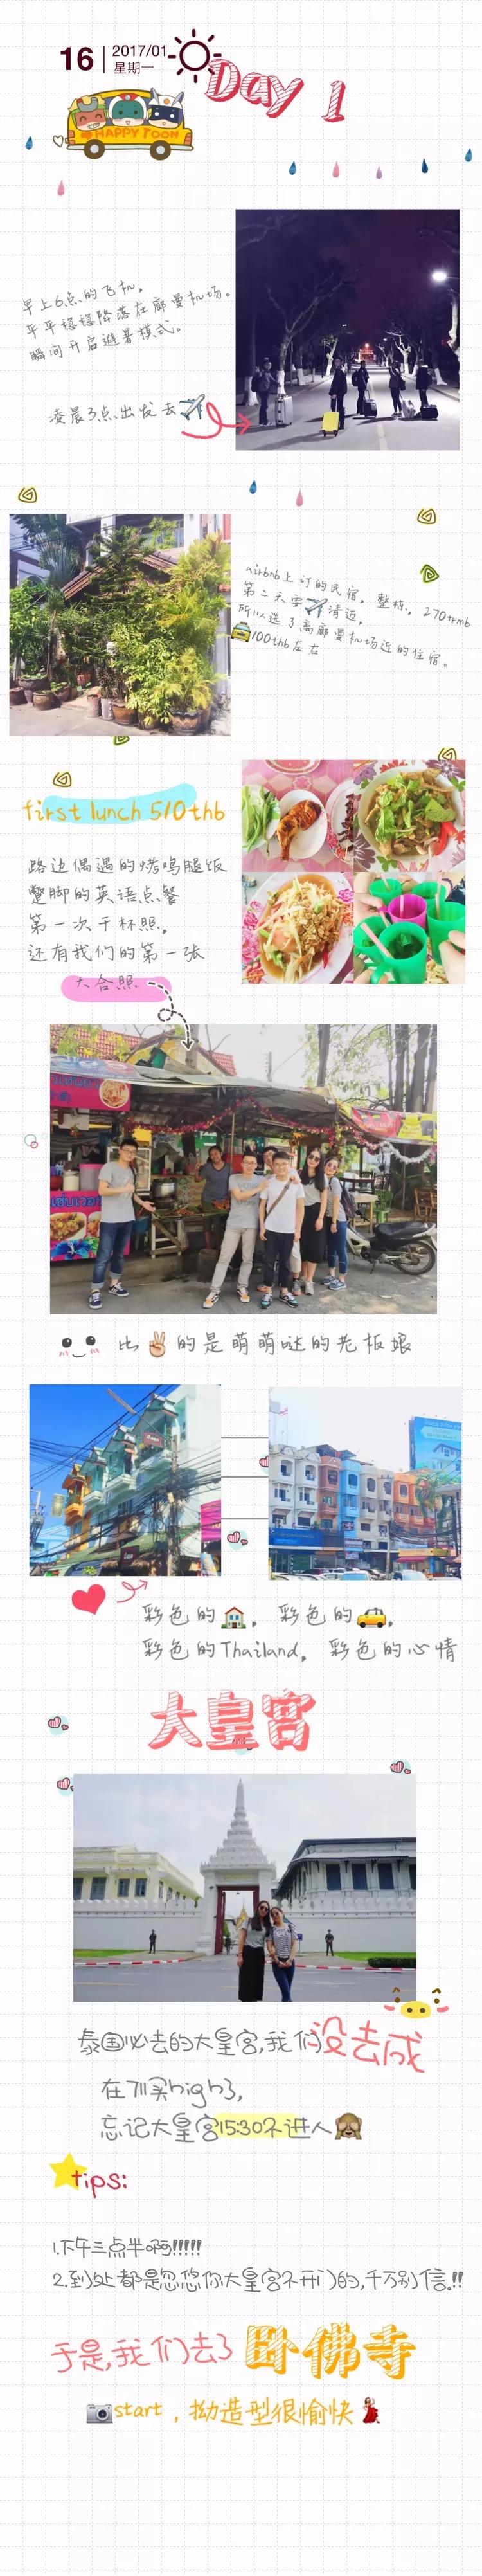 16
2017/01
星期一
Day 1
HAPPY TOON
早上6点的飞机，
平平稳稳降落在廊曼机场。
瞬间开启避暑模式。
凌晨3点出发去
airbnb上订的民宿，整栋，270rmb
第二天需✈清迈，
所以选了离廊曼机场近的住宿。
100thb左右
first lunch 510thb
路边偶遇的烤鸡腿饭
蹩脚的英语点餐
第一次干杯照，
还有我们的第一张
大合照
比✌的是萌萌哒的老板娘
彩色的🏠，彩色的🚕，
彩色的Thailand，彩色的心情
大皇宫
泰国必去的大皇宫,我们没去成
在711买high了,
忘记大皇宫15:30不进人🙈
tips:
1.下午三点半啊!!!!!
2.到处都是忽悠你大皇宫不开门的,千万别信.!!
于是,我们去了卧佛寺
📷start，拗造型很愉快💃